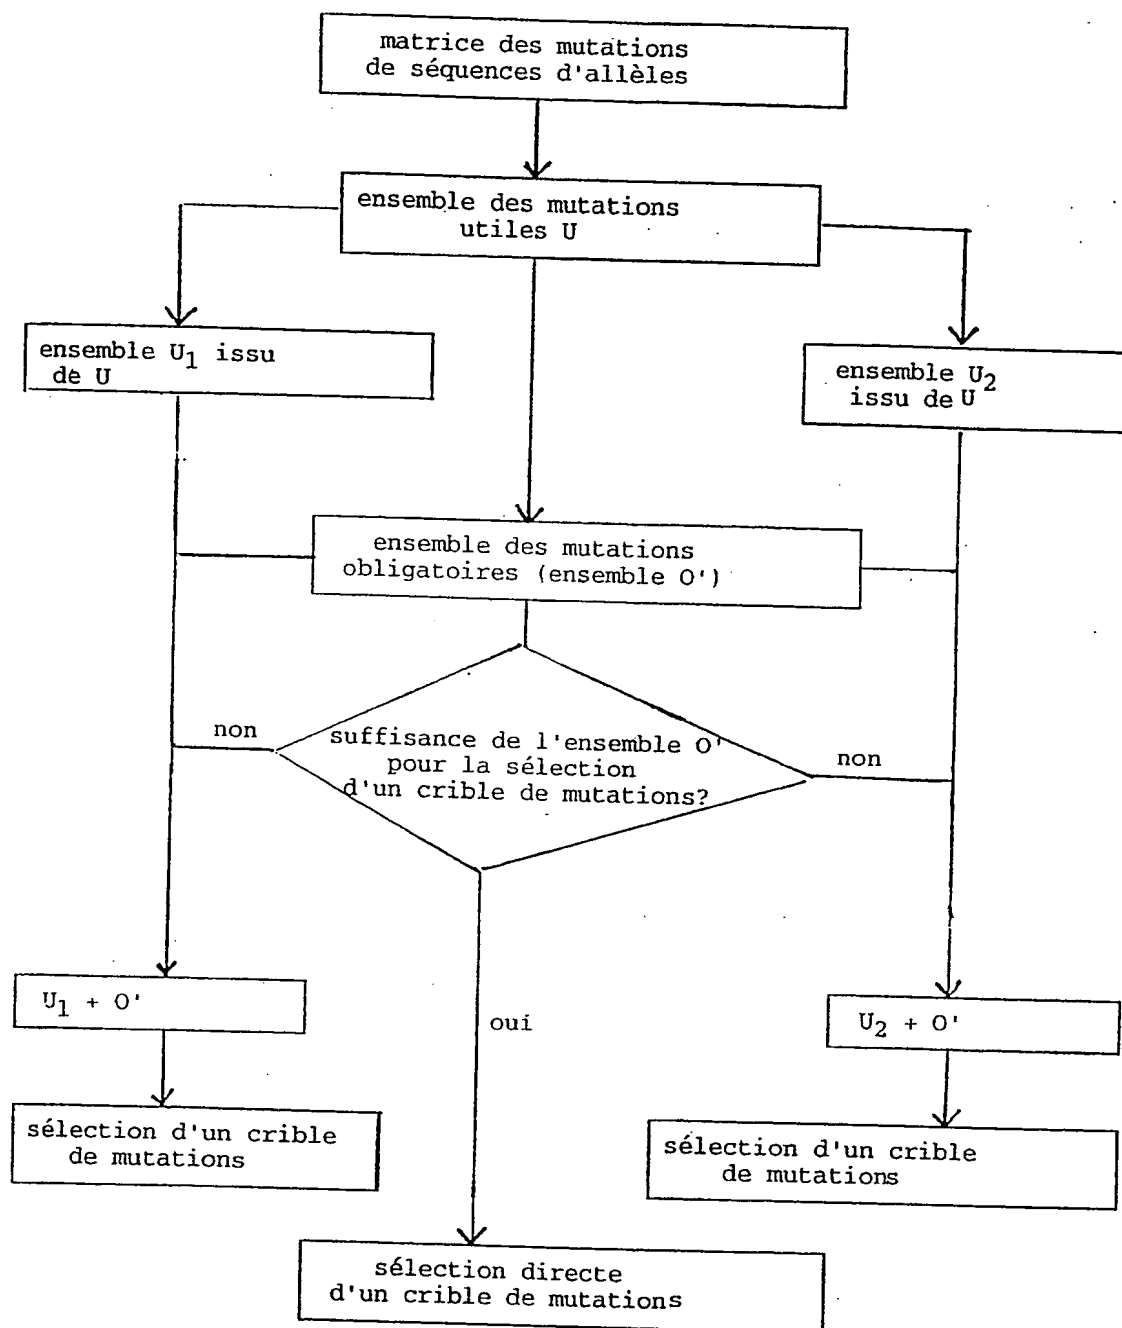 matrice des mutations
de séquences d'allèles
ensemble des mutations
utiles U
ensemble U1 issu
de U
ensemble U2
issu de U
ensemble des mutations
obligatoires (ensemble O')
non
suffisance de l'ensemble O'
pour la sélection
d'un crible de mutations?
non
U1 + O'
oui
U2 + O'
sélection d'un crible
de mutations
sélection d'un crible
de mutations
sélection directe
d'un crible de mutations